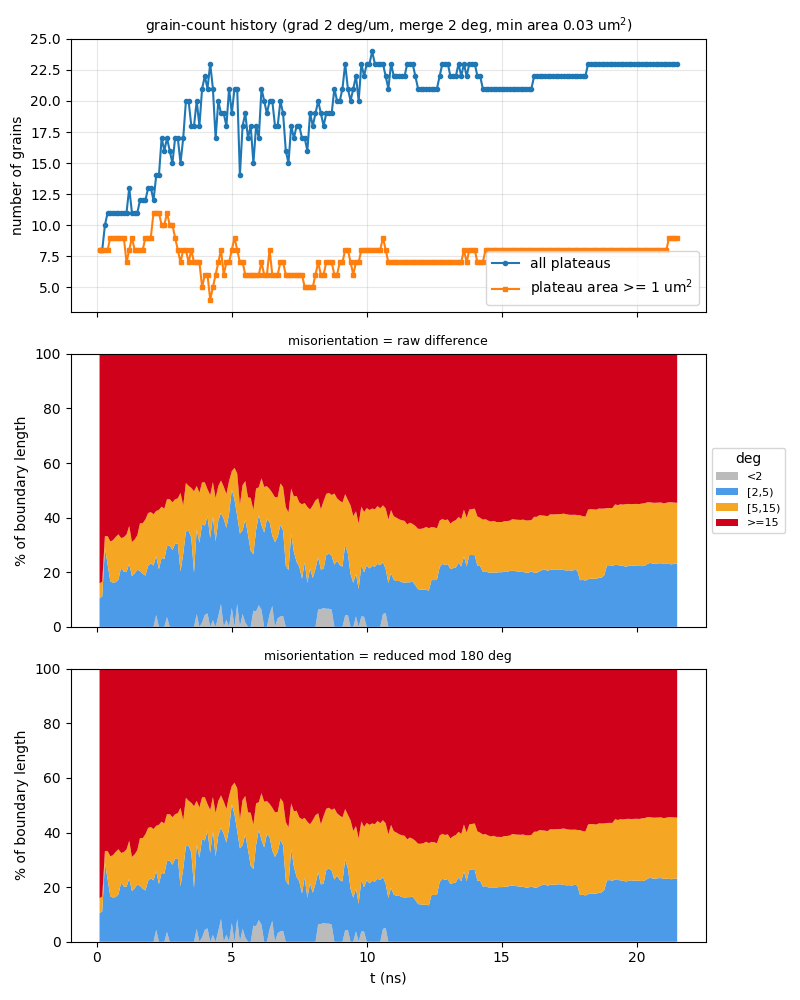 grain-count history (grad 2 deg/um, merge 2 deg, min area 0.03 um²)
number of grains
25.0
22.5
20.0
17.5
15.0
12.5
10.0
7.5
5.0
all plateaus
plateau area >= 1 um²
misorientation = raw difference
% of boundary length
100
80
60
40
20
0
deg
<2
[2,5)
[5,15)
>=15
misorientation = reduced mod 180 deg
% of boundary length
100
80
60
40
20
0
0 5 10 15 20
t (ns)